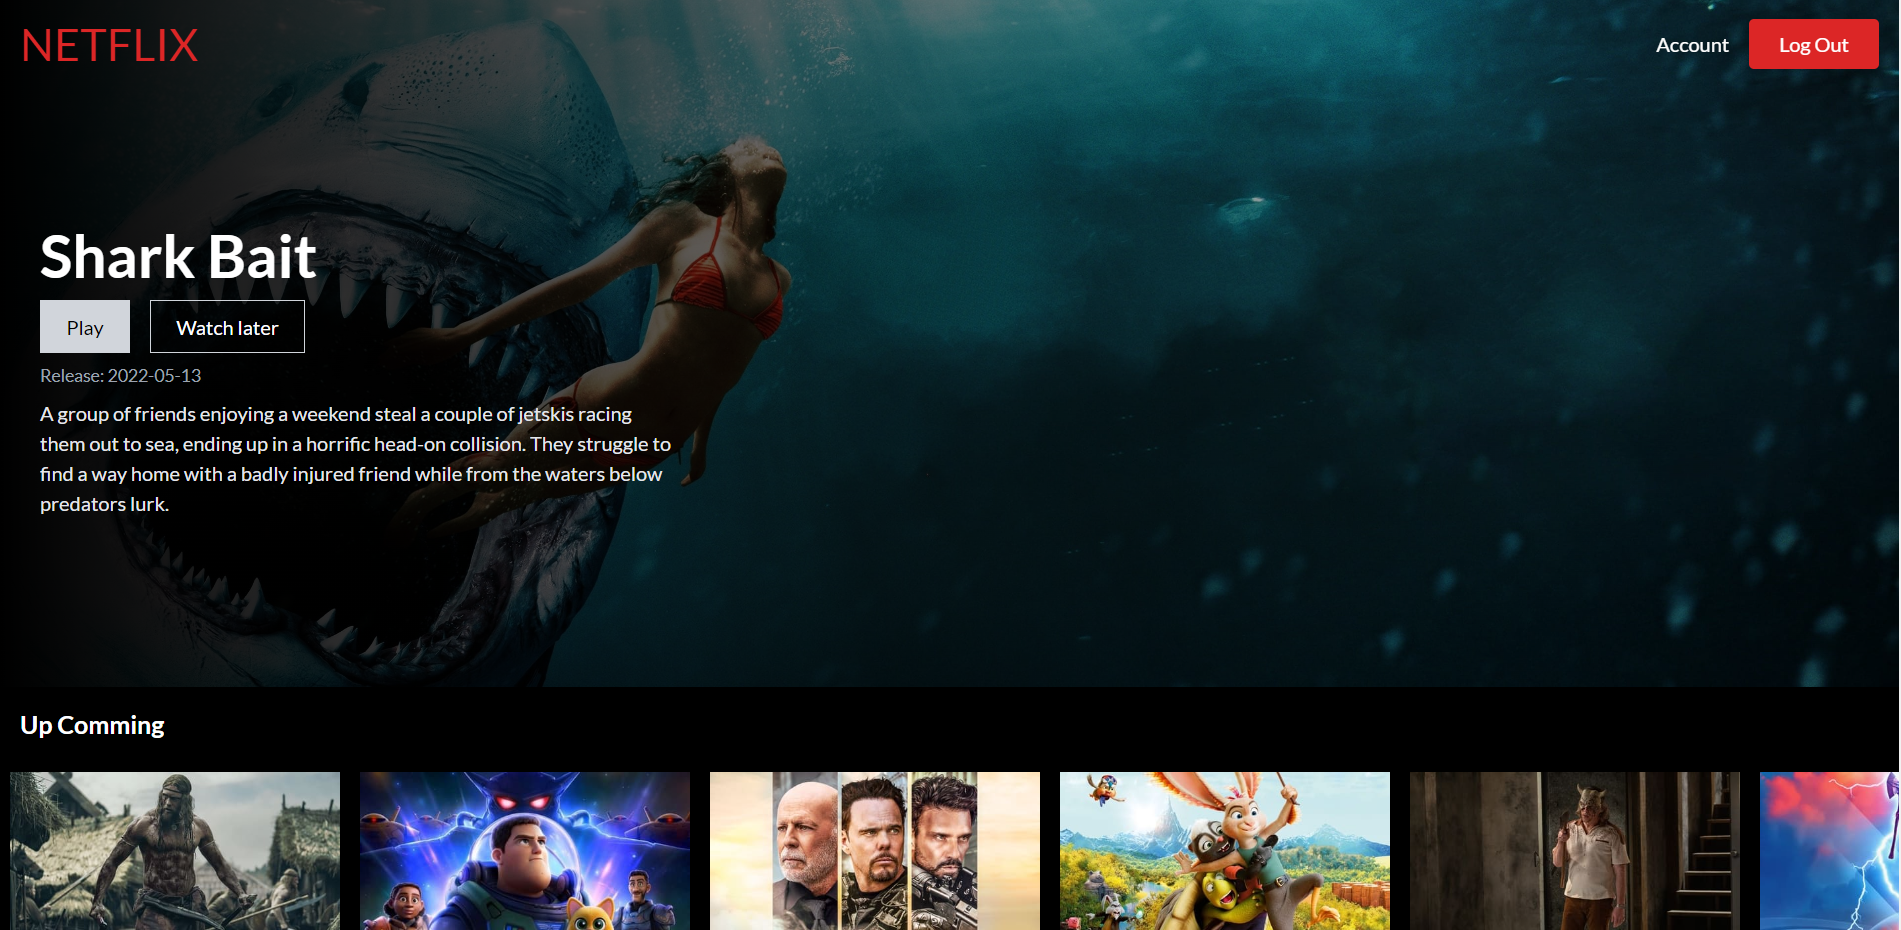 NETFLIX
Account
Log Out
Shark Bait
Play
Watch later
Release: 2022-05-13
A group of friends enjoying a weekend steal a couple of jetskis racing
them out to sea, ending up in a horrific head-on collision. They struggle to
find a way home with a badly injured friend while from the waters below
predators lurk.
Up Comming